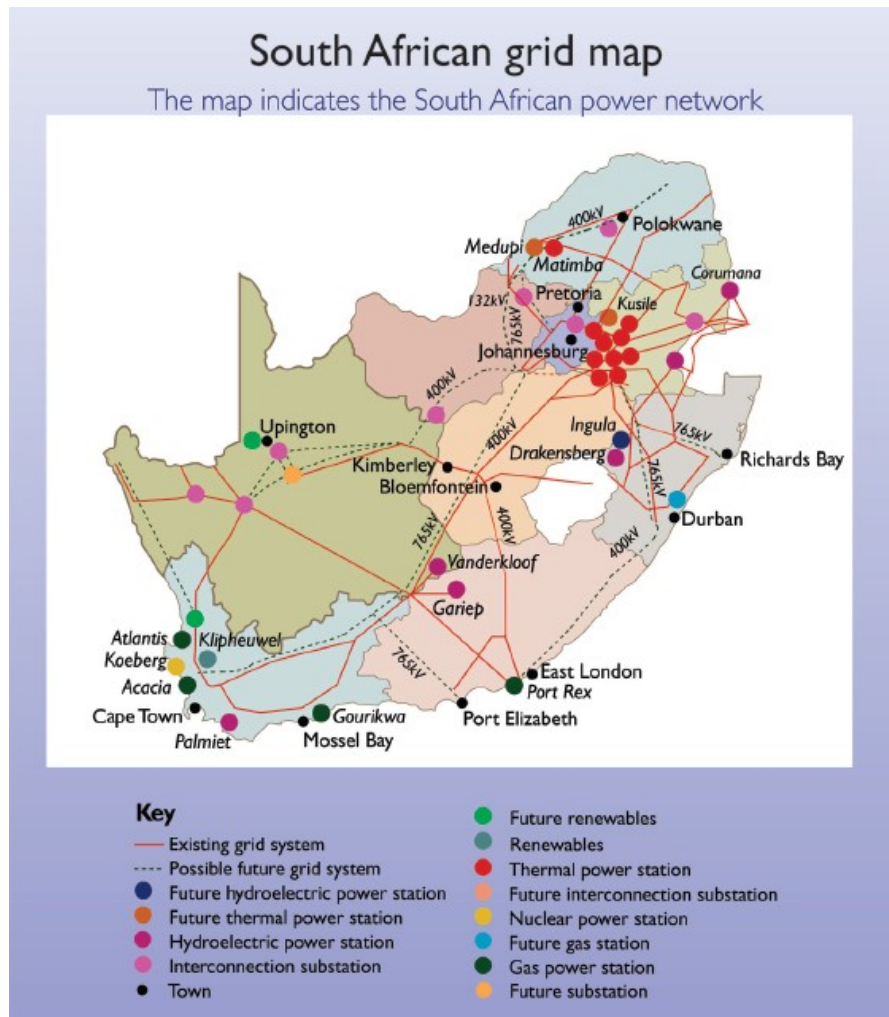 South African grid map
The map indicates the South African power network
400kV
Polokwane
Medupi
Matimba
Corumana
132kV
Pretoria
Kusile
765kV
Johannesburg
400kV
Upington
400kV
Ingula
765kV
Kimberley
Drakensberg
Richards Bay
Bloemfontein
765kV
400kV
765kV
Durban
400kV
Vanderkloof
Gariep
Atlantis
Klipheuwel
Koeberg
765kV
East London
Acacia
Port Rex
Cape Town
Gourikwa
Port Elizabeth
Palmiet
Mossel Bay
Key
Existing grid system
Possible future grid system
Future hydroelectric power station
Future thermal power station
Hydroelectric power station
Interconnection substation
Town
Future renewables
Renewables
Thermal power station
Future interconnection substation
Nuclear power station
Future gas station
Gas power station
Future substation